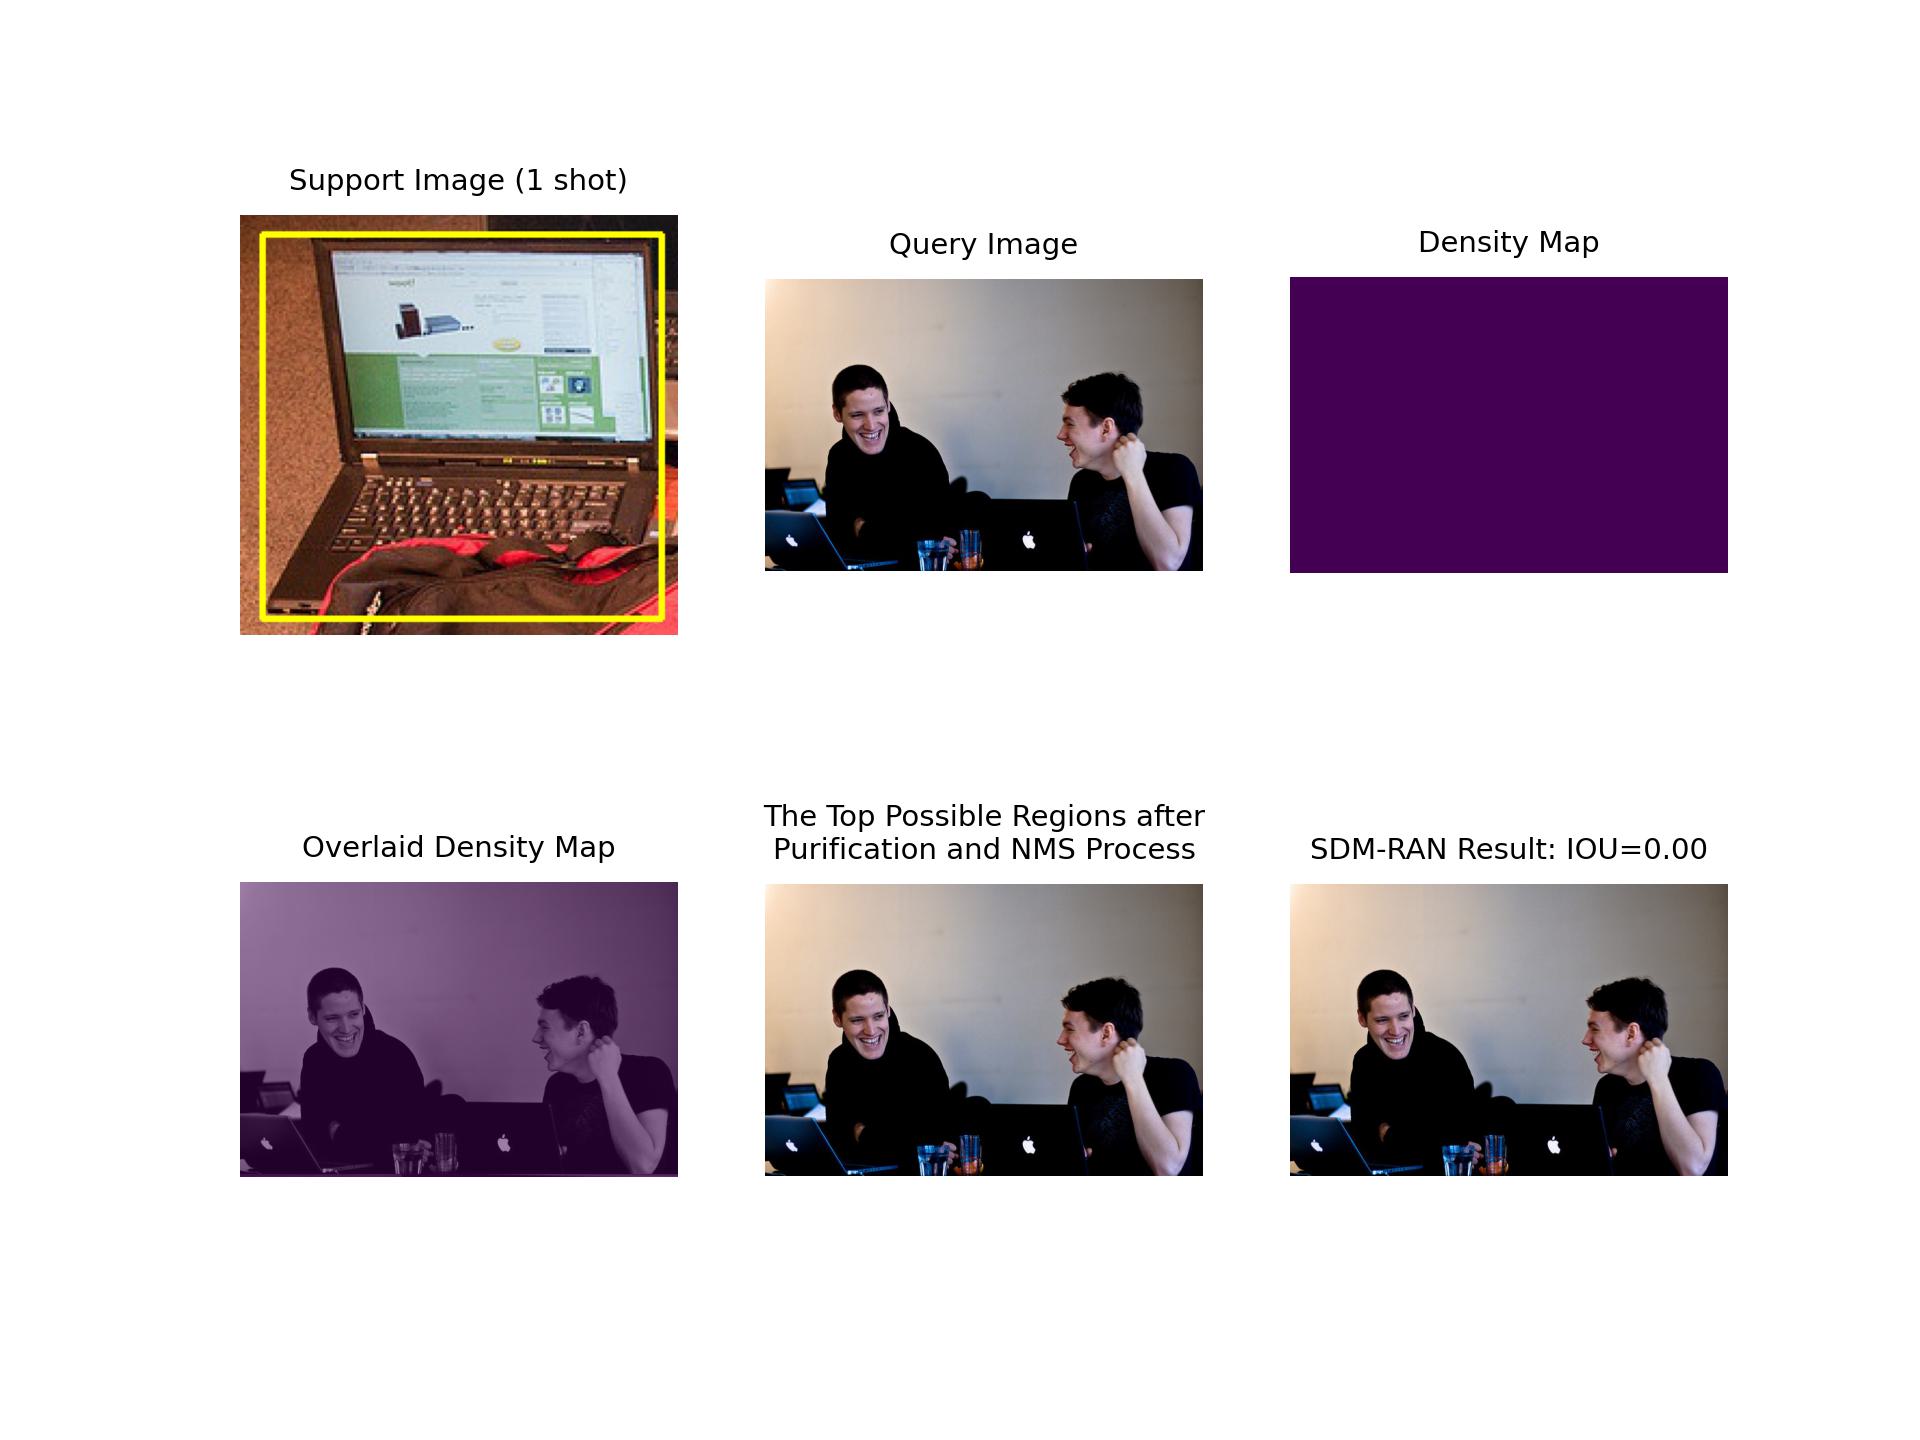 Support Image (1 shot)
Query Image
Density Map
woot!
Overlaid Density Map
The Top Possible Regions after
Purification and NMS Process
SDM-RAN Result: IOU=0.00